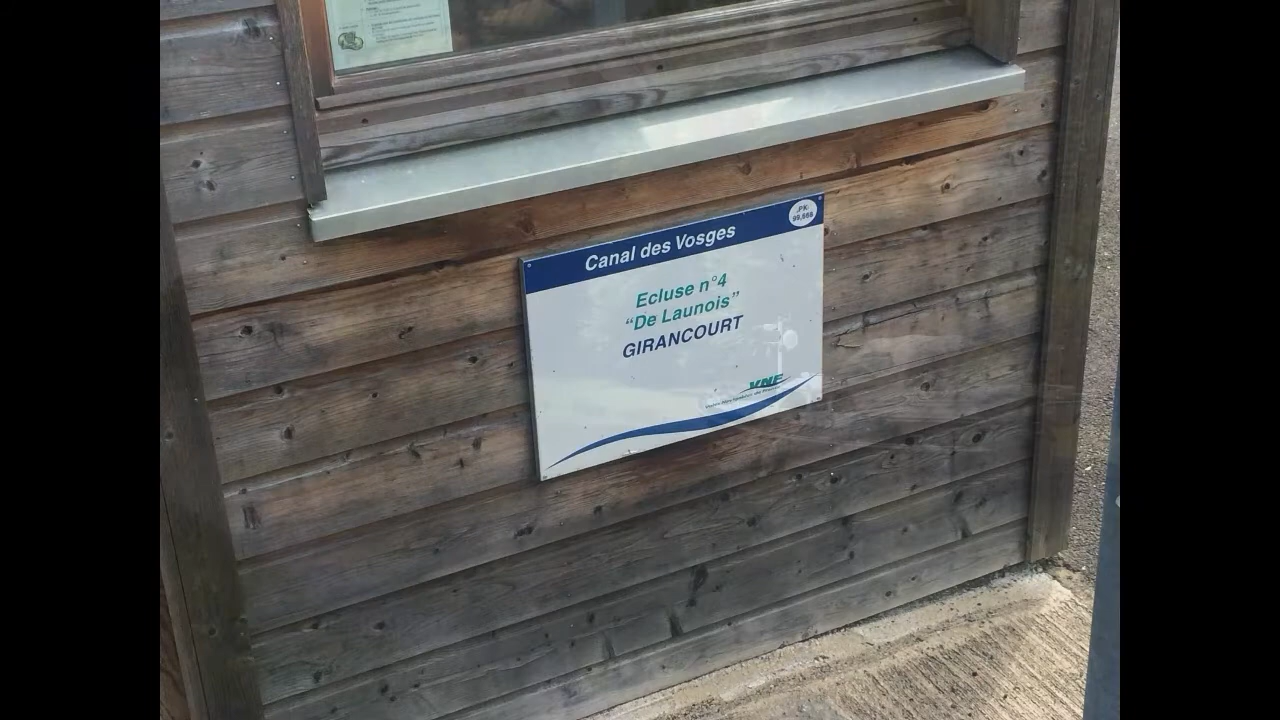 PK:
99,668
Canal des Vosges
Ecluse n°4
“De Launois”
GIRANCOURT
VNF